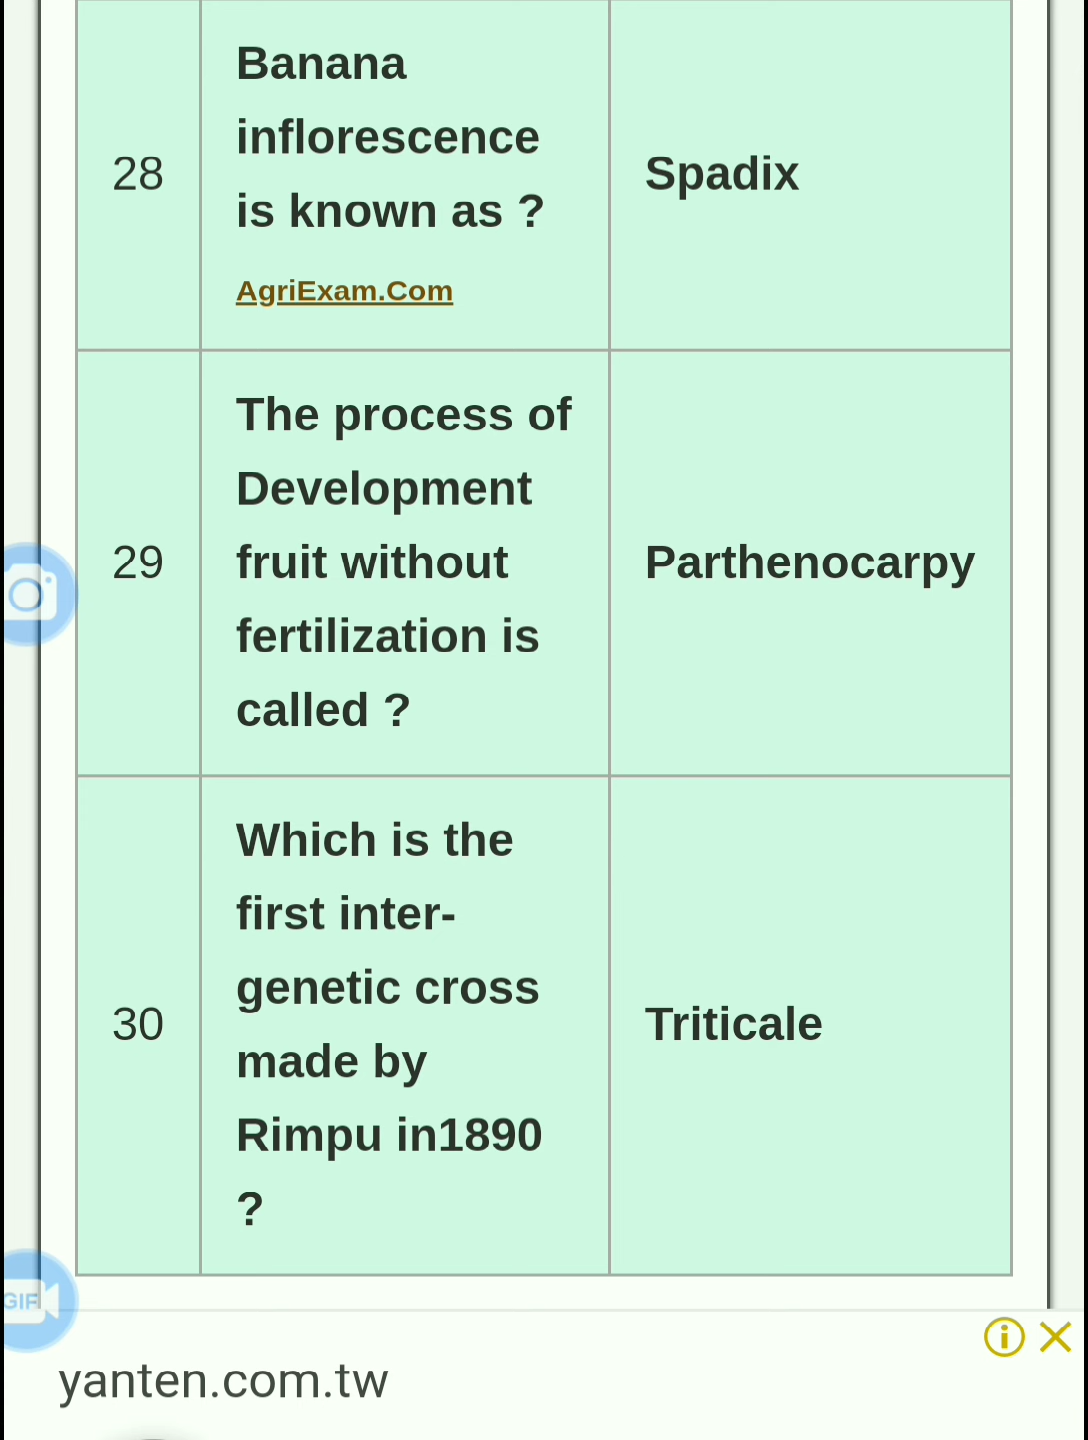 28
Banana
inflorescence
is known as ?
AgriExam.Com
Spadix
29
The process of
Development
fruit without
fertilization is
called ?
Parthenocarpy
30
Which is the
first inter-
genetic cross
made by
Rimpu in1890
?
Triticale
GIF
yanten.com.tw